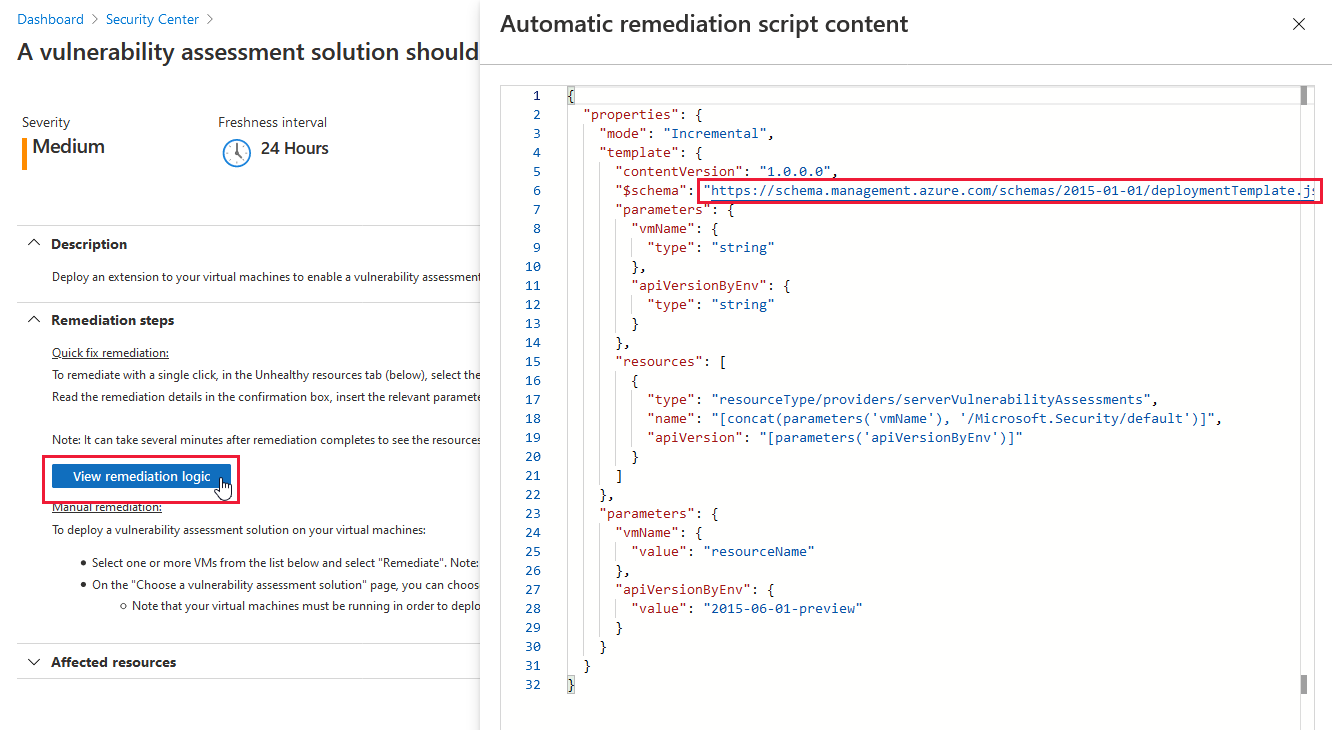 Dashboard > Security Center >
A vulnerability assessment solution should
Severity
Medium
Freshness interval
24 Hours
Description
Deploy an extension to your virtual machines to enable a vulnerability assessment
Remediation steps
Quick fix remediation:
To remediate with a single click, in the Unhealthy resources tab (below), select the
Read the remediation details in the confirmation box, insert the relevant paramete
Note: It can take several minutes after remediation completes to see the resources
View remediation logic
Manual remediation:
To deploy a vulnerability assessment solution on your virtual machines:
• Select one or more VMs from the list below and select "Remediate". Note:
• On the "Choose a vulnerability assessment solution" page, you can choos
○ Note that your virtual machines must be running in order to deplo
Affected resources
Automatic remediation script content
1 {
2 "properties": {
3 "mode": "Incremental",
4 "template": {
5 "contentVersion": "1.0.0.0",
6 "$schema": "https://schema.management.azure.com/schemas/2015-01-01/deploymentTemplate.js
7 "parameters": {
8 "vmName": {
9 "type": "string"
10 },
11 "apiVersionByEnv": {
12 "type": "string"
13 }
14 },
15 "resources": [
16 {
17 "type": "resourceType/providers/serverVulnerabilityAssessments",
18 "name": "[concat(parameters('vmName'), '/Microsoft.Security/default')]",
19 "apiVersion": "[parameters('apiVersionByEnv')]"
20 }
21 ]
22 },
23 "parameters": {
24 "vmName": {
25 "value": "resourceName"
26 },
27 "apiVersionByEnv": {
28 "value": "2015-06-01-preview"
29 }
30 }
31 }
32 }